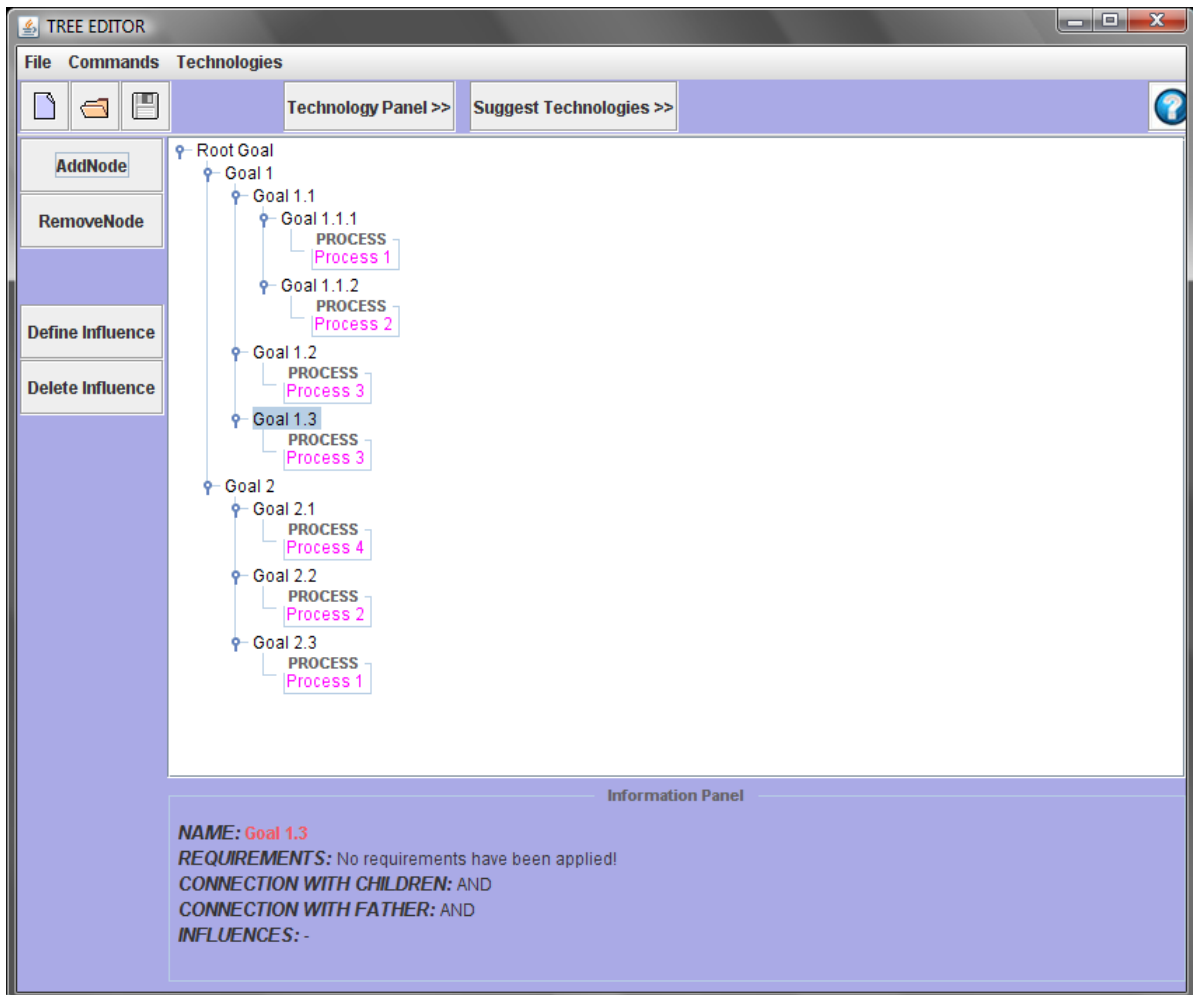 TREE EDITOR
File Commands Technologies
Technology Panel >> Suggest Technologies >>
AddNode
RemoveNode
Define Influence
Delete Influence
Root Goal
Goal 1
Goal 1.1
Goal 1.1.1
PROCESS
Process 1
Goal 1.1.2
PROCESS
Process 2
Goal 1.2
PROCESS
Process 3
Goal 1.3
PROCESS
Process 3
Goal 2
Goal 2.1
PROCESS
Process 4
Goal 2.2
PROCESS
Process 2
Goal 2.3
PROCESS
Process 1
Information Panel
NAME: Goal 1.3
REQUIREMENTS: No requirements have been applied!
CONNECTION WITH CHILDREN: AND
CONNECTION WITH FATHER: AND
INFLUENCES: -